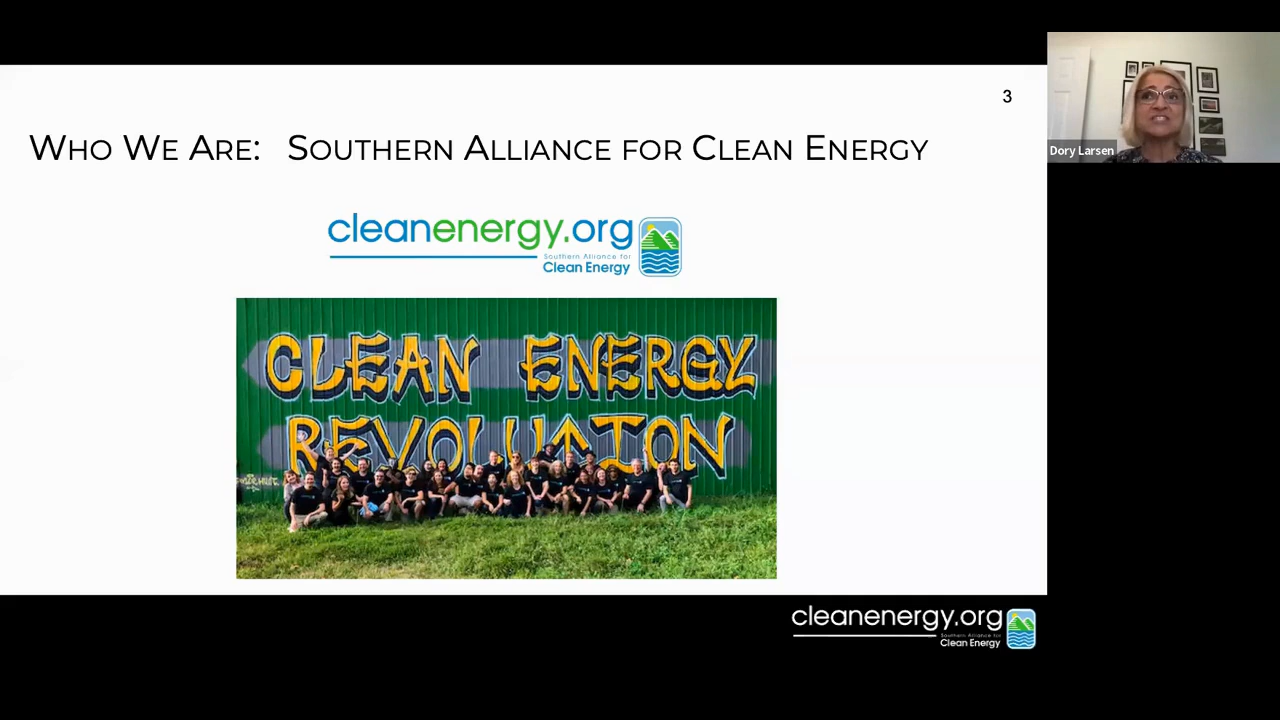 3
Who We Are: Southern Alliance for Clean Energy
cleanenergy.org
Southern Alliance for
Clean Energy
CLEAN ENERGY
REVOLUTION
cleanenergy.org
Southern Alliance for
Clean Energy
Dory Larsen